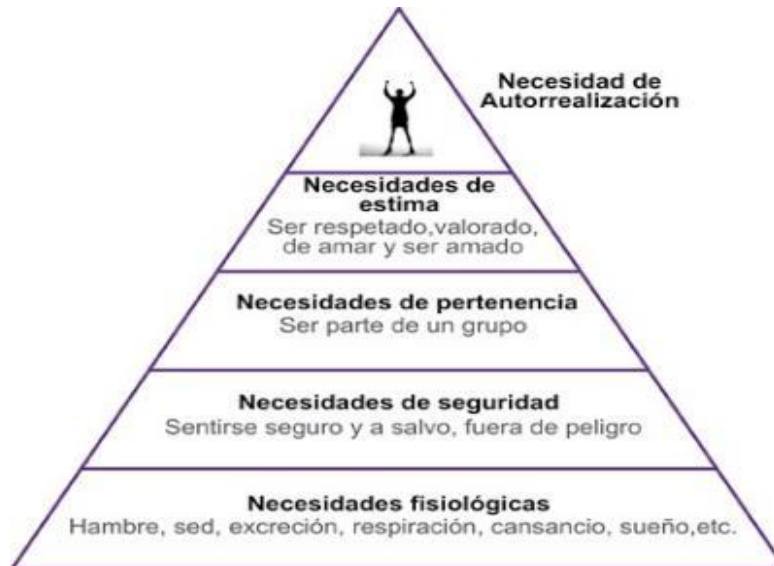 Necesidad de
Autorrealización
Necesidades de
estima
Ser respetado,valorado,
de amar y ser amado
Necesidades de pertenencia
Ser parte de un grupo
Necesidades de seguridad
Sentirse seguro y a salvo, fuera de peligro
Necesidades fisiológicas
Hambre, sed, excreción, respiración, cansancio, sueño,etc.